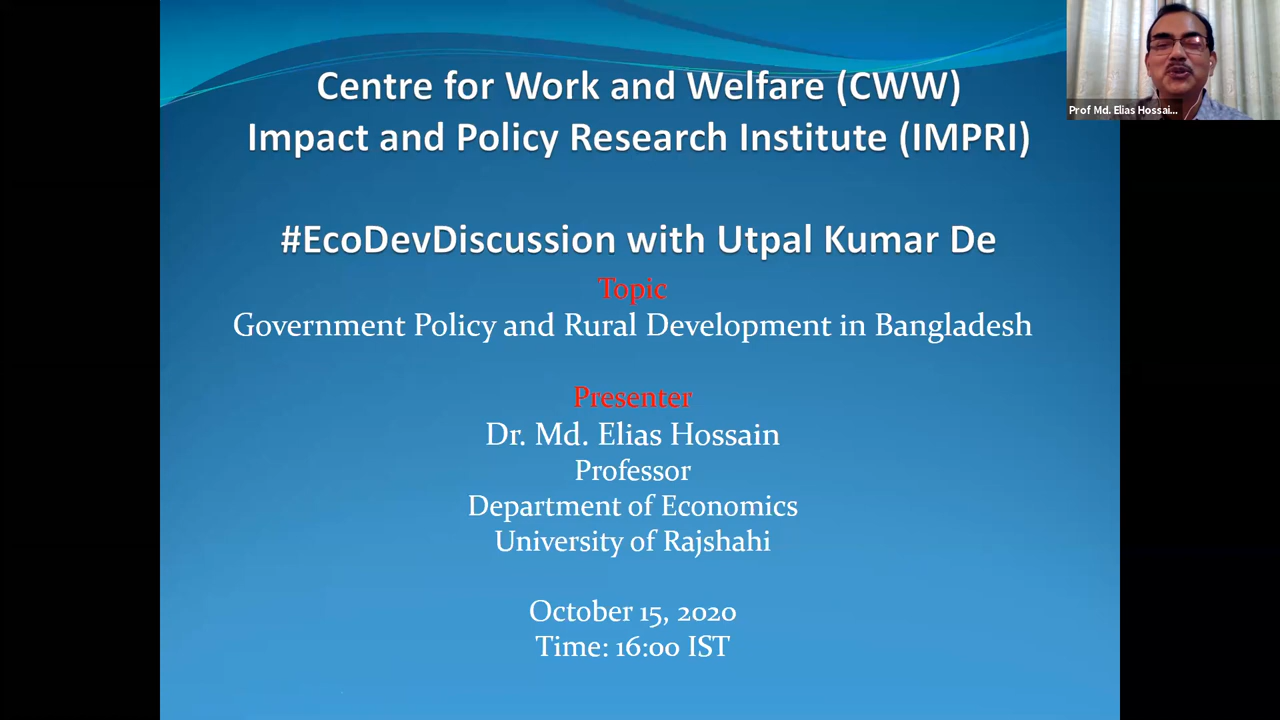 Centre for Work and Welfare (CWW)
Impact and Policy Research Institute (IMPRI)
#EcoDevDiscussion with Utpal Kumar De
Topic
Government Policy and Rural Development in Bangladesh
Presenter
Dr. Md. Elias Hossain
Professor
Department of Economics
University of Rajshahi
October 15, 2020
Time: 16:00 IST
Prof Md. Elias Hossai...